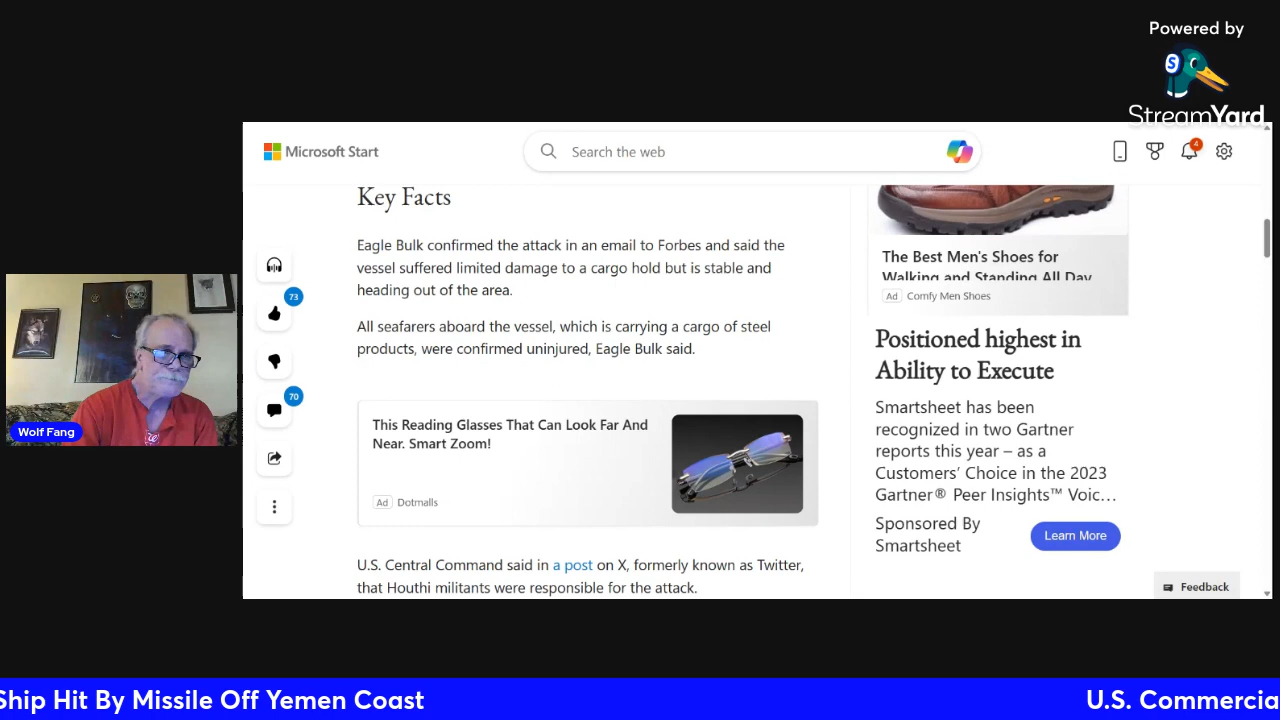 Powered by
StreamYard
Microsoft Start
Search the web
4
Key Facts
Eagle Bulk confirmed the attack in an email to Forbes and said the
vessel suffered limited damage to a cargo hold but is stable and
heading out of the area.
All seafarers aboard the vessel, which is carrying a cargo of steel
products, were confirmed uninjured, Eagle Bulk said.
73
70
This Reading Glasses That Can Look Far And
Near. Smart Zoom!
Ad Dotmalls
U.S. Central Command said in a post on X, formerly known as Twitter,
that Houthi militants were responsible for the attack.
The Best Men's Shoes for
Walking and Standing All Day
Ad Comfy Men Shoes
Positioned highest in
Ability to Execute
Smartsheet has been
recognized in two Gartner
reports this year – as a
Customers' Choice in the 2023
Gartner® Peer Insights™ Voic…
Sponsored By
Smartsheet
Learn More
Feedback
Wolf Fang
Ship Hit By Missile Off Yemen Coast
U.S. Commercia